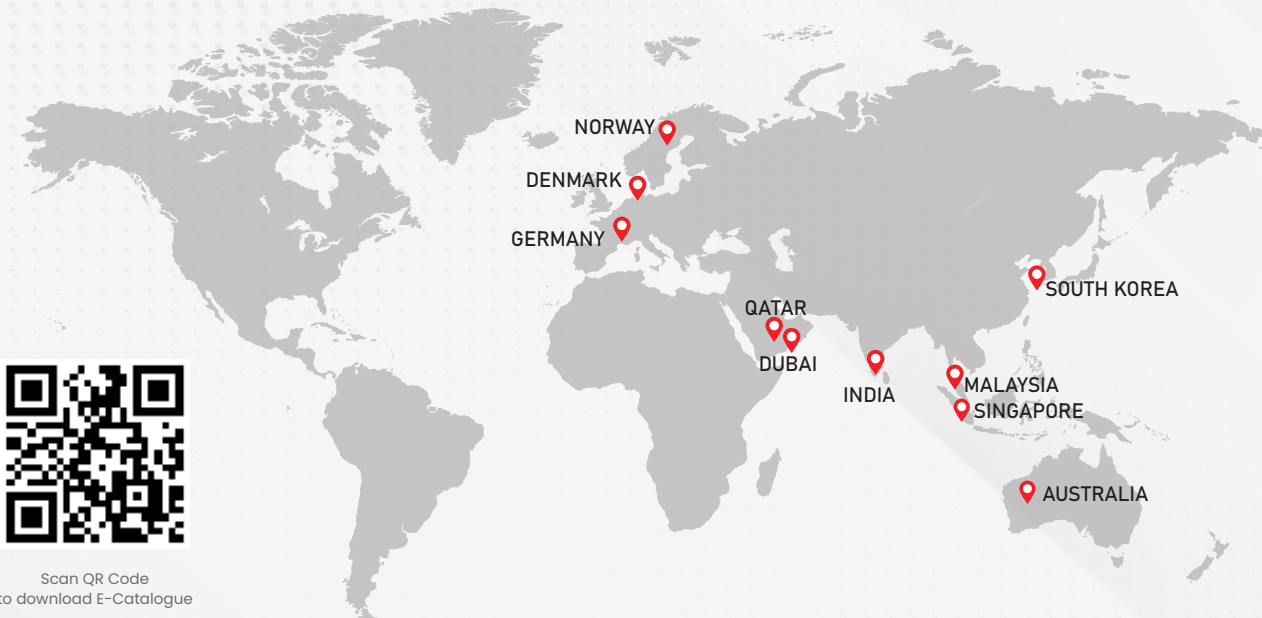 NORWAY
DENMARK
GERMANY
SOUTH KOREA
QATAR
DUBAI
INDIA
MALAYSIA
SINGAPORE
AUSTRALIA
Scan QR Code
to download E-Catalogue